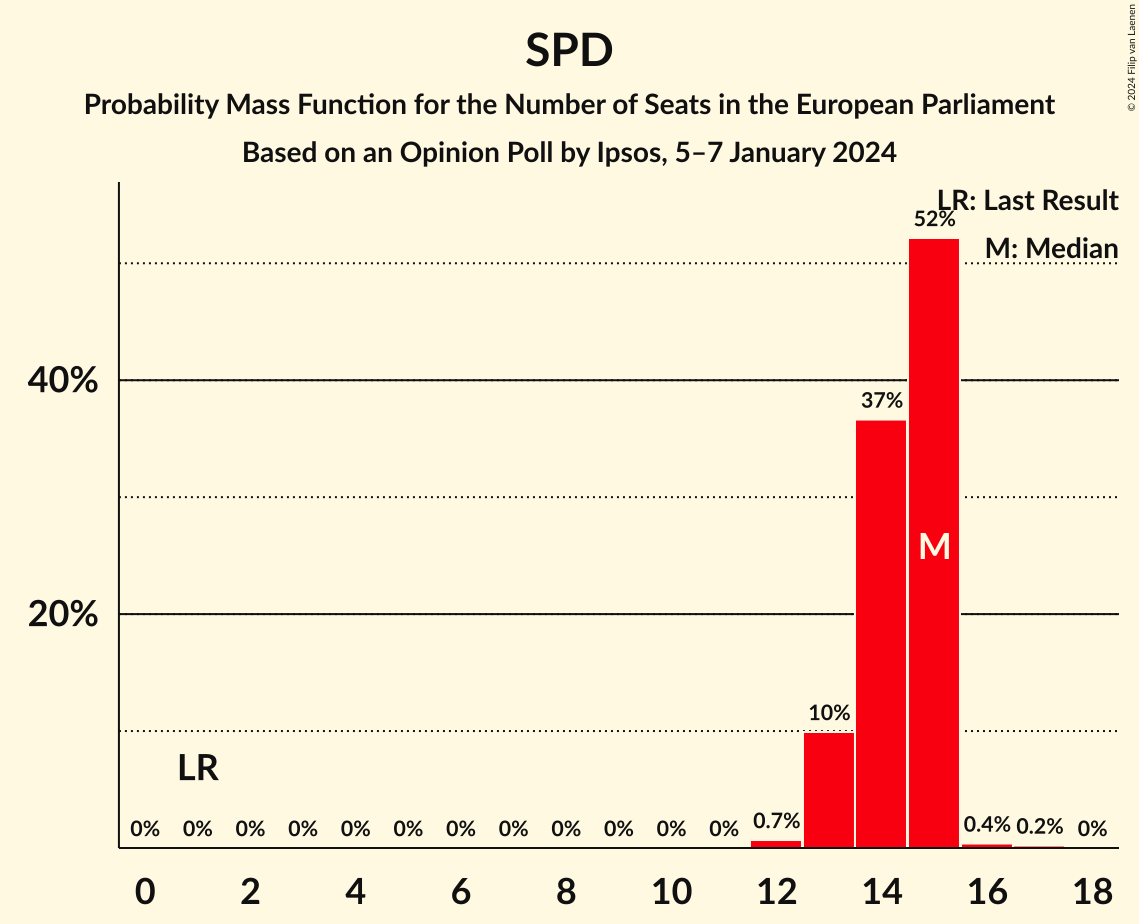 SPD
Probability Mass Function for the Number of Seats in the European Parliament
Based on an Opinion Poll by Ipsos, 5–7 January 2024
© 2024 Filip van Laenen
LR: Last Result
M: Median
52%
40%
37%
M
20%
10%
LR
0% 0% 0% 0% 0% 0% 0% 0% 0% 0% 0% 0% 0.7% 0.4% 0.2% 0%
0 2 4 6 8 10 12 14 16 18